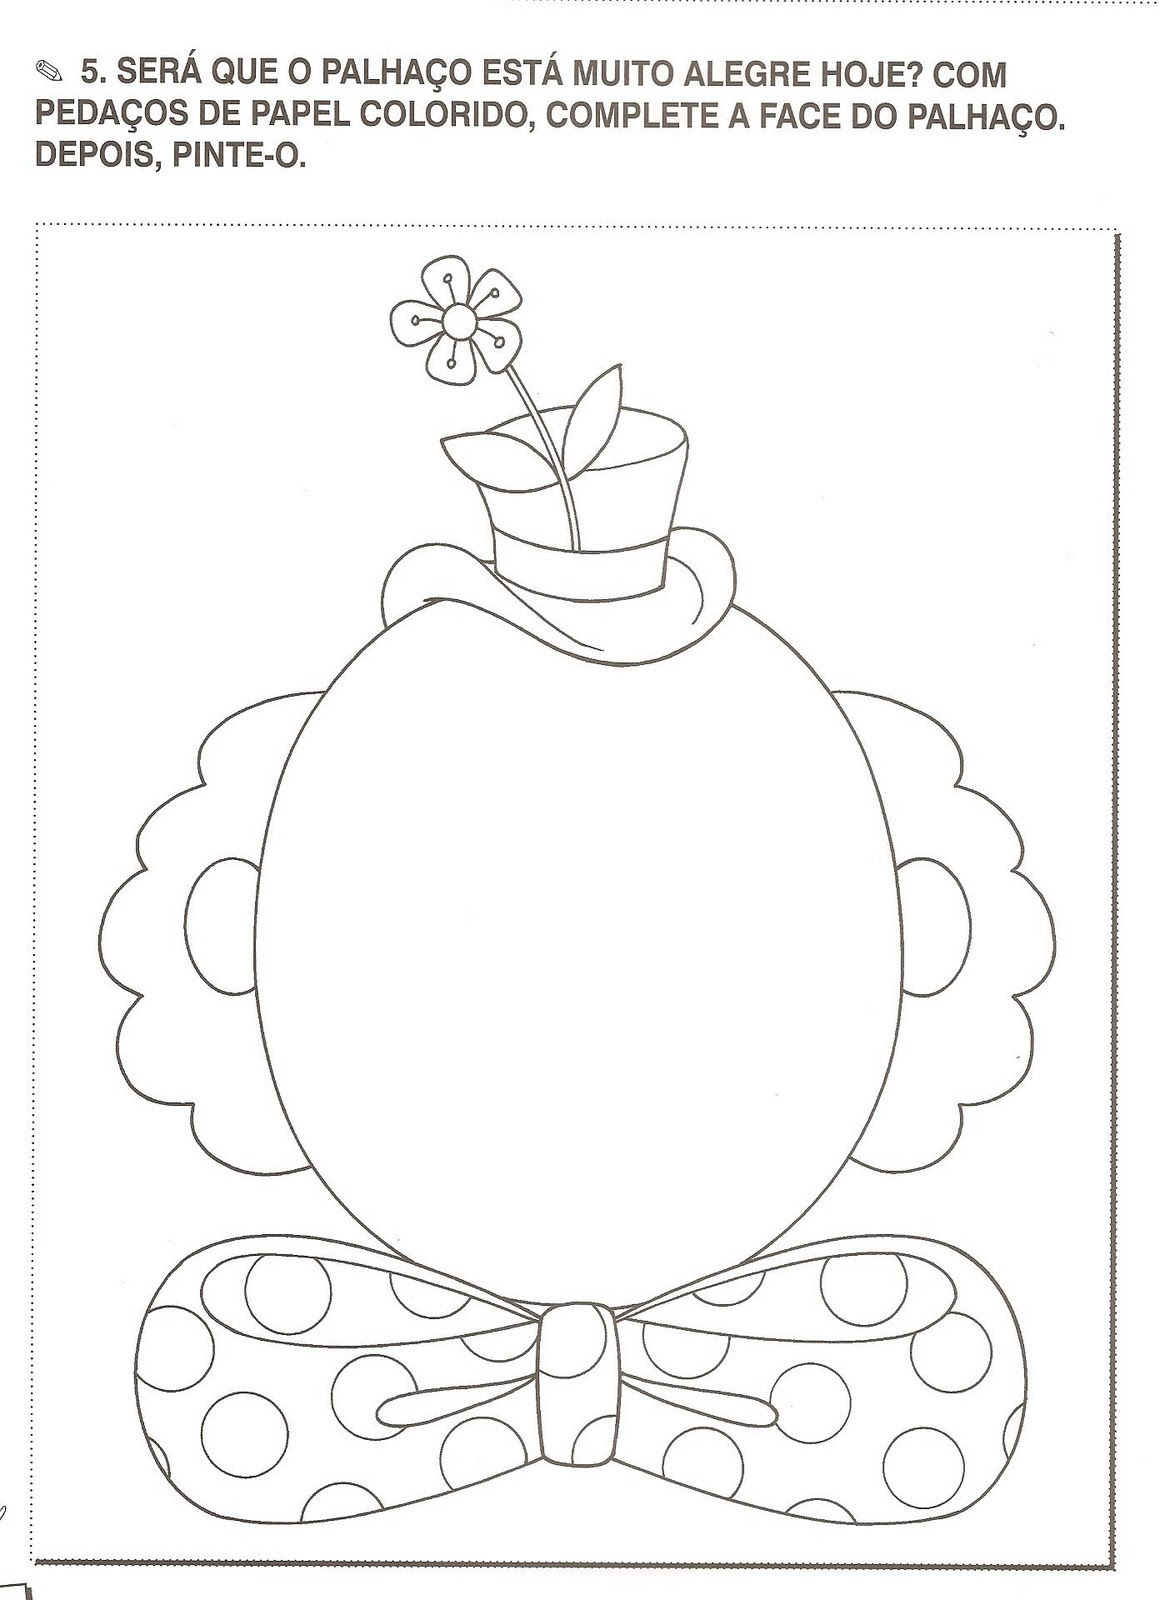 5. SERÁ QUE O PALHAÇO ESTÁ MUITO ALEGRE HOJE? COM
PEDAÇOS DE PAPEL COLORIDO, COMPLETE A FACE DO PALHAÇO.
DEPOIS, PINTE-O.